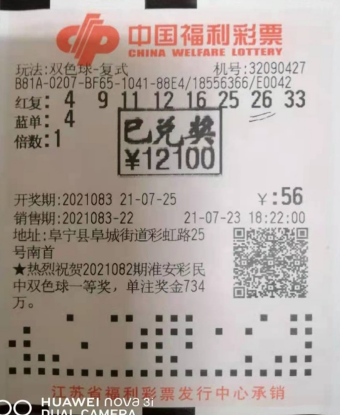 中国福利彩票
CHINA WELFARE LOTTERY
玩法:双色球-复式 机号:32090427
B81A-0207-BF65-1041-88E4/18556366/E0042
红复: 4 9 11 12 16 25 26 33
蓝单: 4
倍数:1
已兑奖
¥12100
开奖期:2021083 21-07-25 ¥:56
销售期:2021083-22 21-07-23 18:22:00
地址:阜宁县阜城街道彩虹路25
号南首
★热烈祝贺2021082期淮安彩民
中双色球一等奖，单注奖金734
万。
江苏省福利彩票发行中心承销
HUAWEI nova 3i
DUAL CAMERA